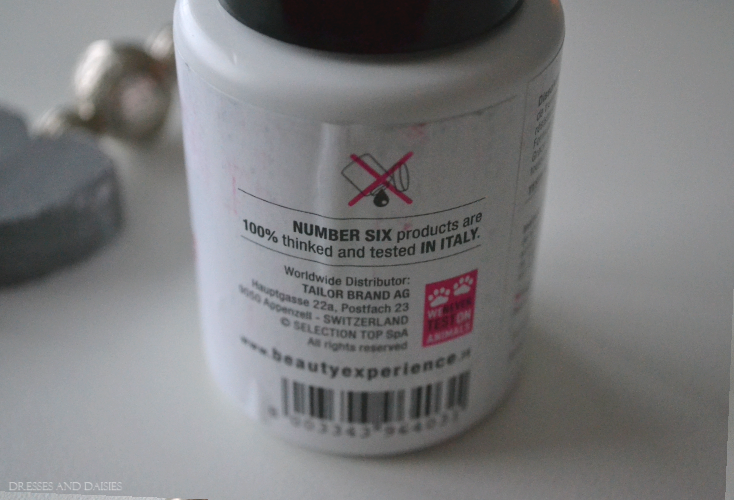 NUMBER SIX products are
100% thinked and tested IN ITALY.
Worldwide Distributor:
TAILOR BRAND AG
Hauptgasse 22a, Postfach 23
9050 Appenzell - SWITZERLAND
© SELECTION TOP SpA
All rights reserved
WE NEVER
TEST ON
ANIMALS
www.beautyexperience.it
DRESSES AND DAISIES